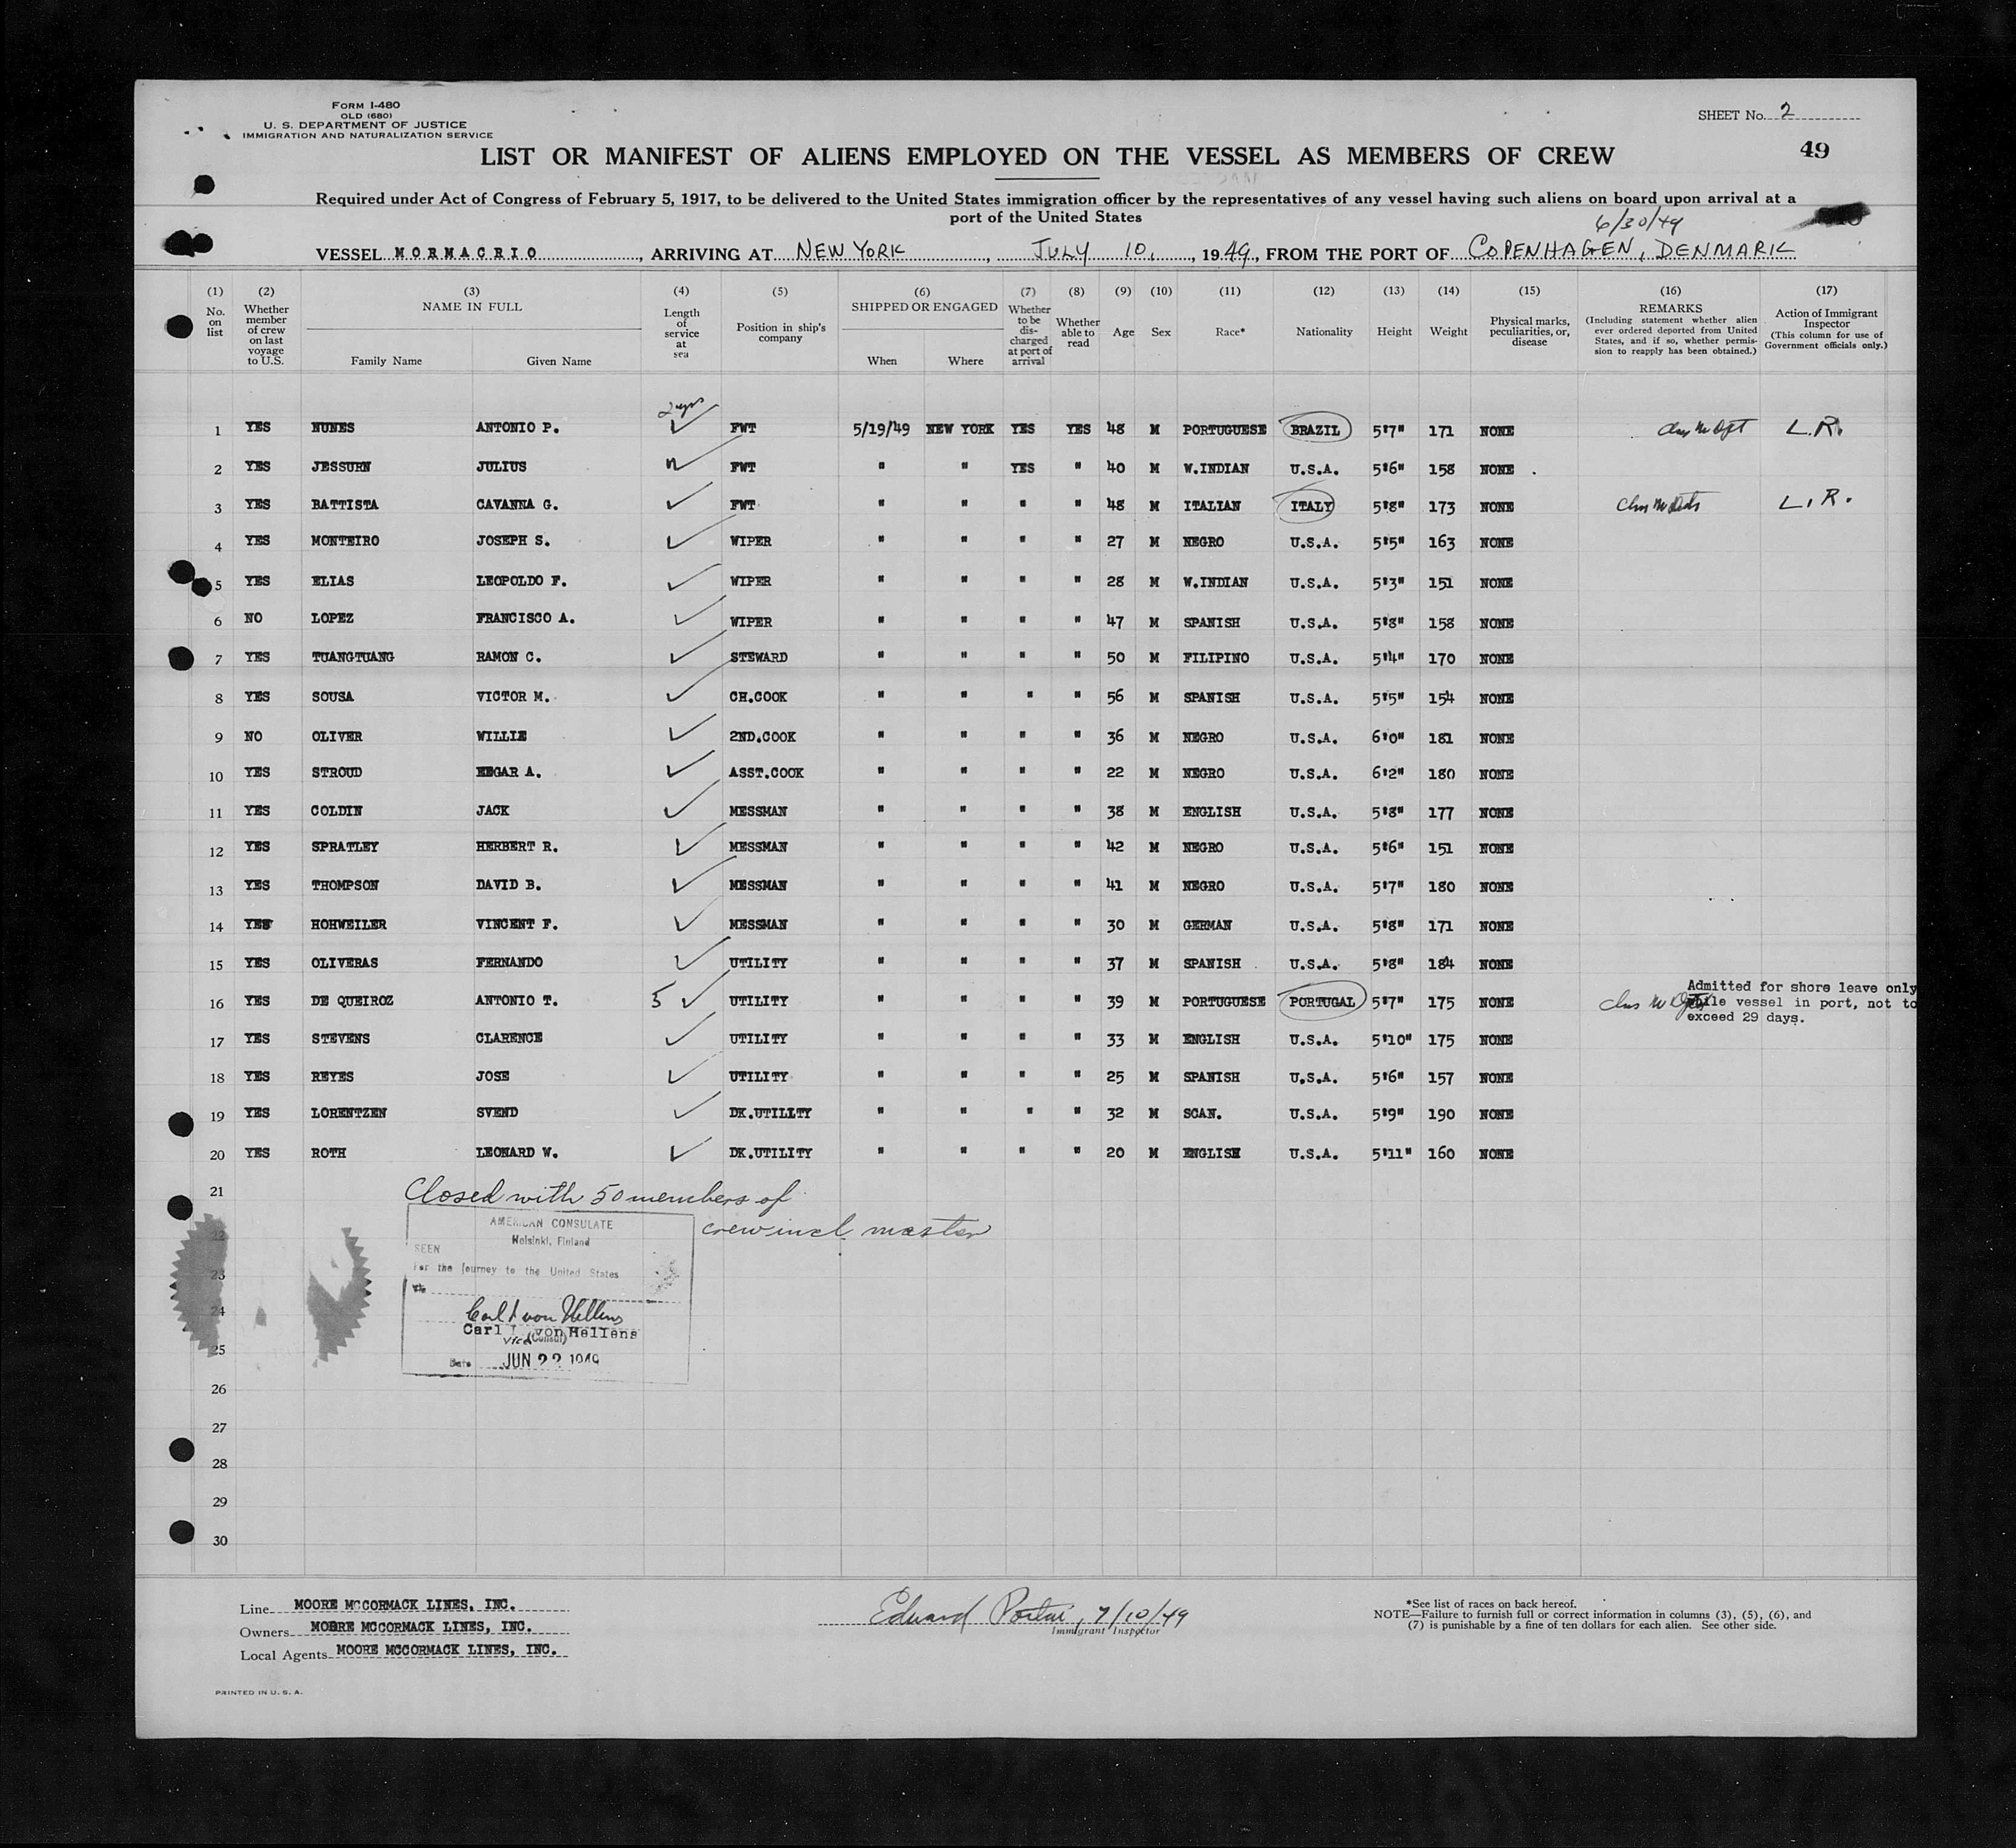 FORM I-480
OLD (680)
U. S. DEPARTMENT OF JUSTICE
IMMIGRATION AND NATURALIZATION SERVICE
SHEET No. 2
49
LIST OR MANIFEST OF ALIENS EMPLOYED ON THE VESSEL AS MEMBERS OF CREW
Required under Act of Congress of February 5, 1917, to be delivered to the United States immigration officer by the representatives of any vessel having such aliens on board upon arrival at a
port of the United States
6/30/49
VESSEL MORMACRIO, ARRIVING AT NEW YORK, JULY 10, 1949, FROM THE PORT OF COPENHAGEN, DENMARK
(1) No. on list
(2) Whether member of crew on last voyage to U.S.
(3) NAME IN FULL
Family Name Given Name
(4) Length of service at sea
(5) Position in ship's company
(6) SHIPPED OR ENGAGED
When Where
(7) Whether to be discharged at port of arrival
(8) Whether able to read
(9) Age
(10) Sex
(11) Race*
(12) Nationality
(13) Height
(14) Weight
(15) Physical marks, peculiarities, or, disease
(16) REMARKS (Including statement whether alien ever ordered deported from United States, and if so, whether permission to reapply has been obtained.)
(17) Action of Immigrant Inspector (This column for use of Government officials only.)
1 YES NUNES ANTONIO P. 2 yrs FWT 5/19/49 NEW YORK YES YES 48 M PORTUGUESE BRAZIL 5'7" 171 NONE L.R.
2 YES JESSURN JULIUS FWT " " YES " 40 M W.INDIAN U.S.A. 5'6" 158 NONE
3 YES BATTISTA CAVANNA G. FWT " " " " 48 M ITALIAN ITALY 5'8" 173 NONE L.R.
4 YES MONTEIRO JOSEPH S. WIPER " " " " 27 M NEGRO U.S.A. 5'5" 163 NONE
5 YES ELIAS LEOPOLDO F. WIPER " " " " 28 M W.INDIAN U.S.A. 5'3" 151 NONE
6 NO LOPEZ FRANCISCO A. WIPER " " " " 47 M SPANISH U.S.A. 5'8" 158 NONE
7 YES TUANGTUANG RAMON C. STEWARD " " " " 50 M FILIPINO U.S.A. 5'4" 170 NONE
8 YES SOUSA VICTOR M. CH.COOK " " " " 56 M SPANISH U.S.A. 5'5" 154 NONE
9 NO OLIVER WILLIE 2ND.COOK " " " " 36 M NEGRO U.S.A. 6'0" 181 NONE
10 YES STROUD EDGAR A. ASST.COOK " " " " 22 M NEGRO U.S.A. 6'2" 180 NONE
11 YES COLDIN JACK MESSMAN " " " " 38 M ENGLISH U.S.A. 5'8" 177 NONE
12 YES SPRATLEY HERBERT R. MESSMAN " " " " 42 M NEGRO U.S.A. 5'6" 151 NONE
13 YES THOMPSON DAVID B. MESSMAN " " " " 41 M NEGRO U.S.A. 5'7" 180 NONE
14 YES HOHWEILER VINCENT F. MESSMAN " " " " 30 M GERMAN U.S.A. 5'8" 171 NONE
15 YES OLIVERAS FERNANDO UTILITY " " " " 37 M SPANISH U.S.A. 5'8" 184 NONE
16 YES DE QUEIROZ ANTONIO T. 5 UTILITY " " " " 39 M PORTUGUESE PORTUGAL 5'7" 175 NONE Admitted for shore leave only
while vessel in port, not to
exceed 29 days.
17 YES STEVENS CLARENCE UTILITY " " " " 33 M ENGLISH U.S.A. 5'10" 175 NONE
18 YES REYES JOSE UTILITY " " " " 25 M SPANISH U.S.A. 5'6" 157 NONE
19 YES LORENTZEN SVEND DK.UTILLTY " " " " 32 M SCAN. U.S.A. 5'9" 190 NONE
20 YES ROTH LEONARD W. DK.UTILITY " " " " 20 M ENGLISH U.S.A. 5'11" 160 NONE
21
Closed with 50 members of
crew incl master
AMERICAN CONSULATE
Helsinki, Finland
SEEN
For the journey to the United States
Carl von Hellens
Vice (Consul)
Date JUN 22 1949
22
23
24
25
26
27
28
29
30
Line MOORE MCCORMACK LINES, INC.
Owners MOORE MCCORMACK LINES, INC.
Local Agents MOORE MCCORMACK LINES, INC.
Edward 7/10/49
Immigrant Inspector
*See list of races on back hereof.
NOTE—Failure to furnish full or correct information in columns (3), (5), (6), and
(7) is punishable by a fine of ten dollars for each alien. See other side.
PRINTED IN U. S. A.